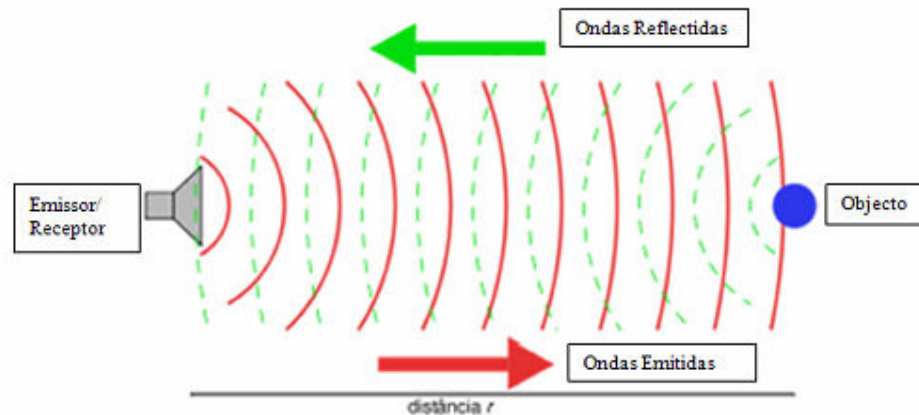 Ondas Reflectidas
Emissor/
Receptor
Objecto
Ondas Emitidas
distância r